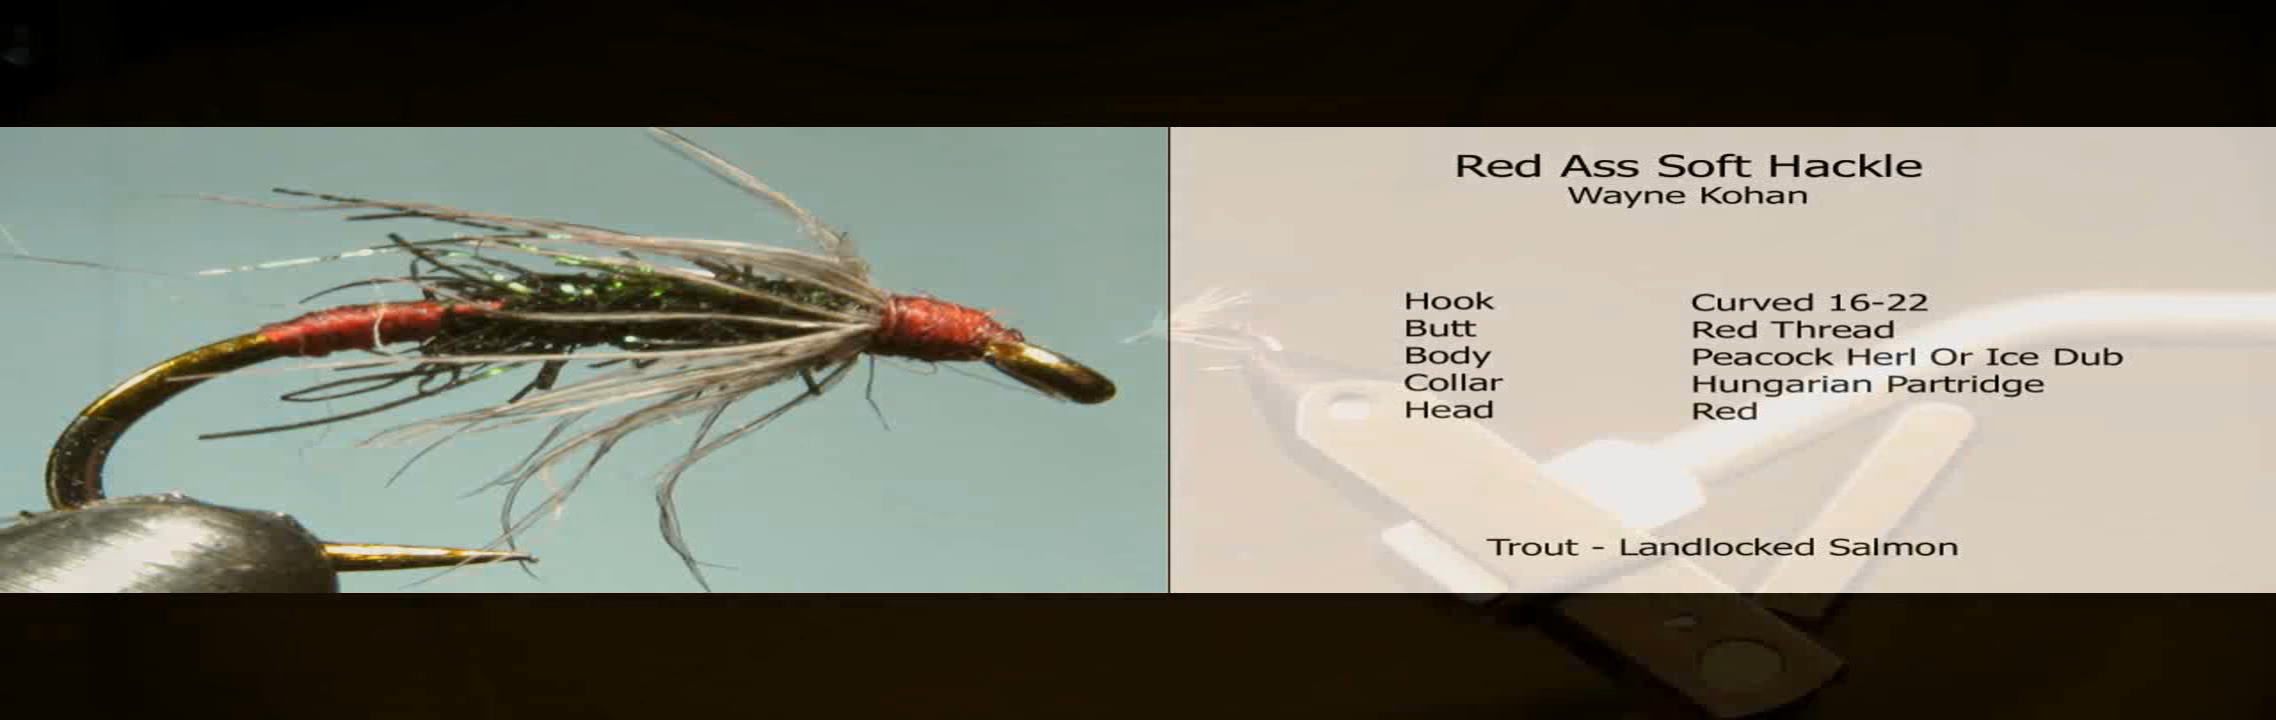 Red Ass Soft Hackle
Wayne Kohan
Hook Curved 16-22
Butt Red Thread
Body Peacock Herl Or Ice Dub
Collar Hungarian Partridge
Head Red
Trout - Landlocked Salmon